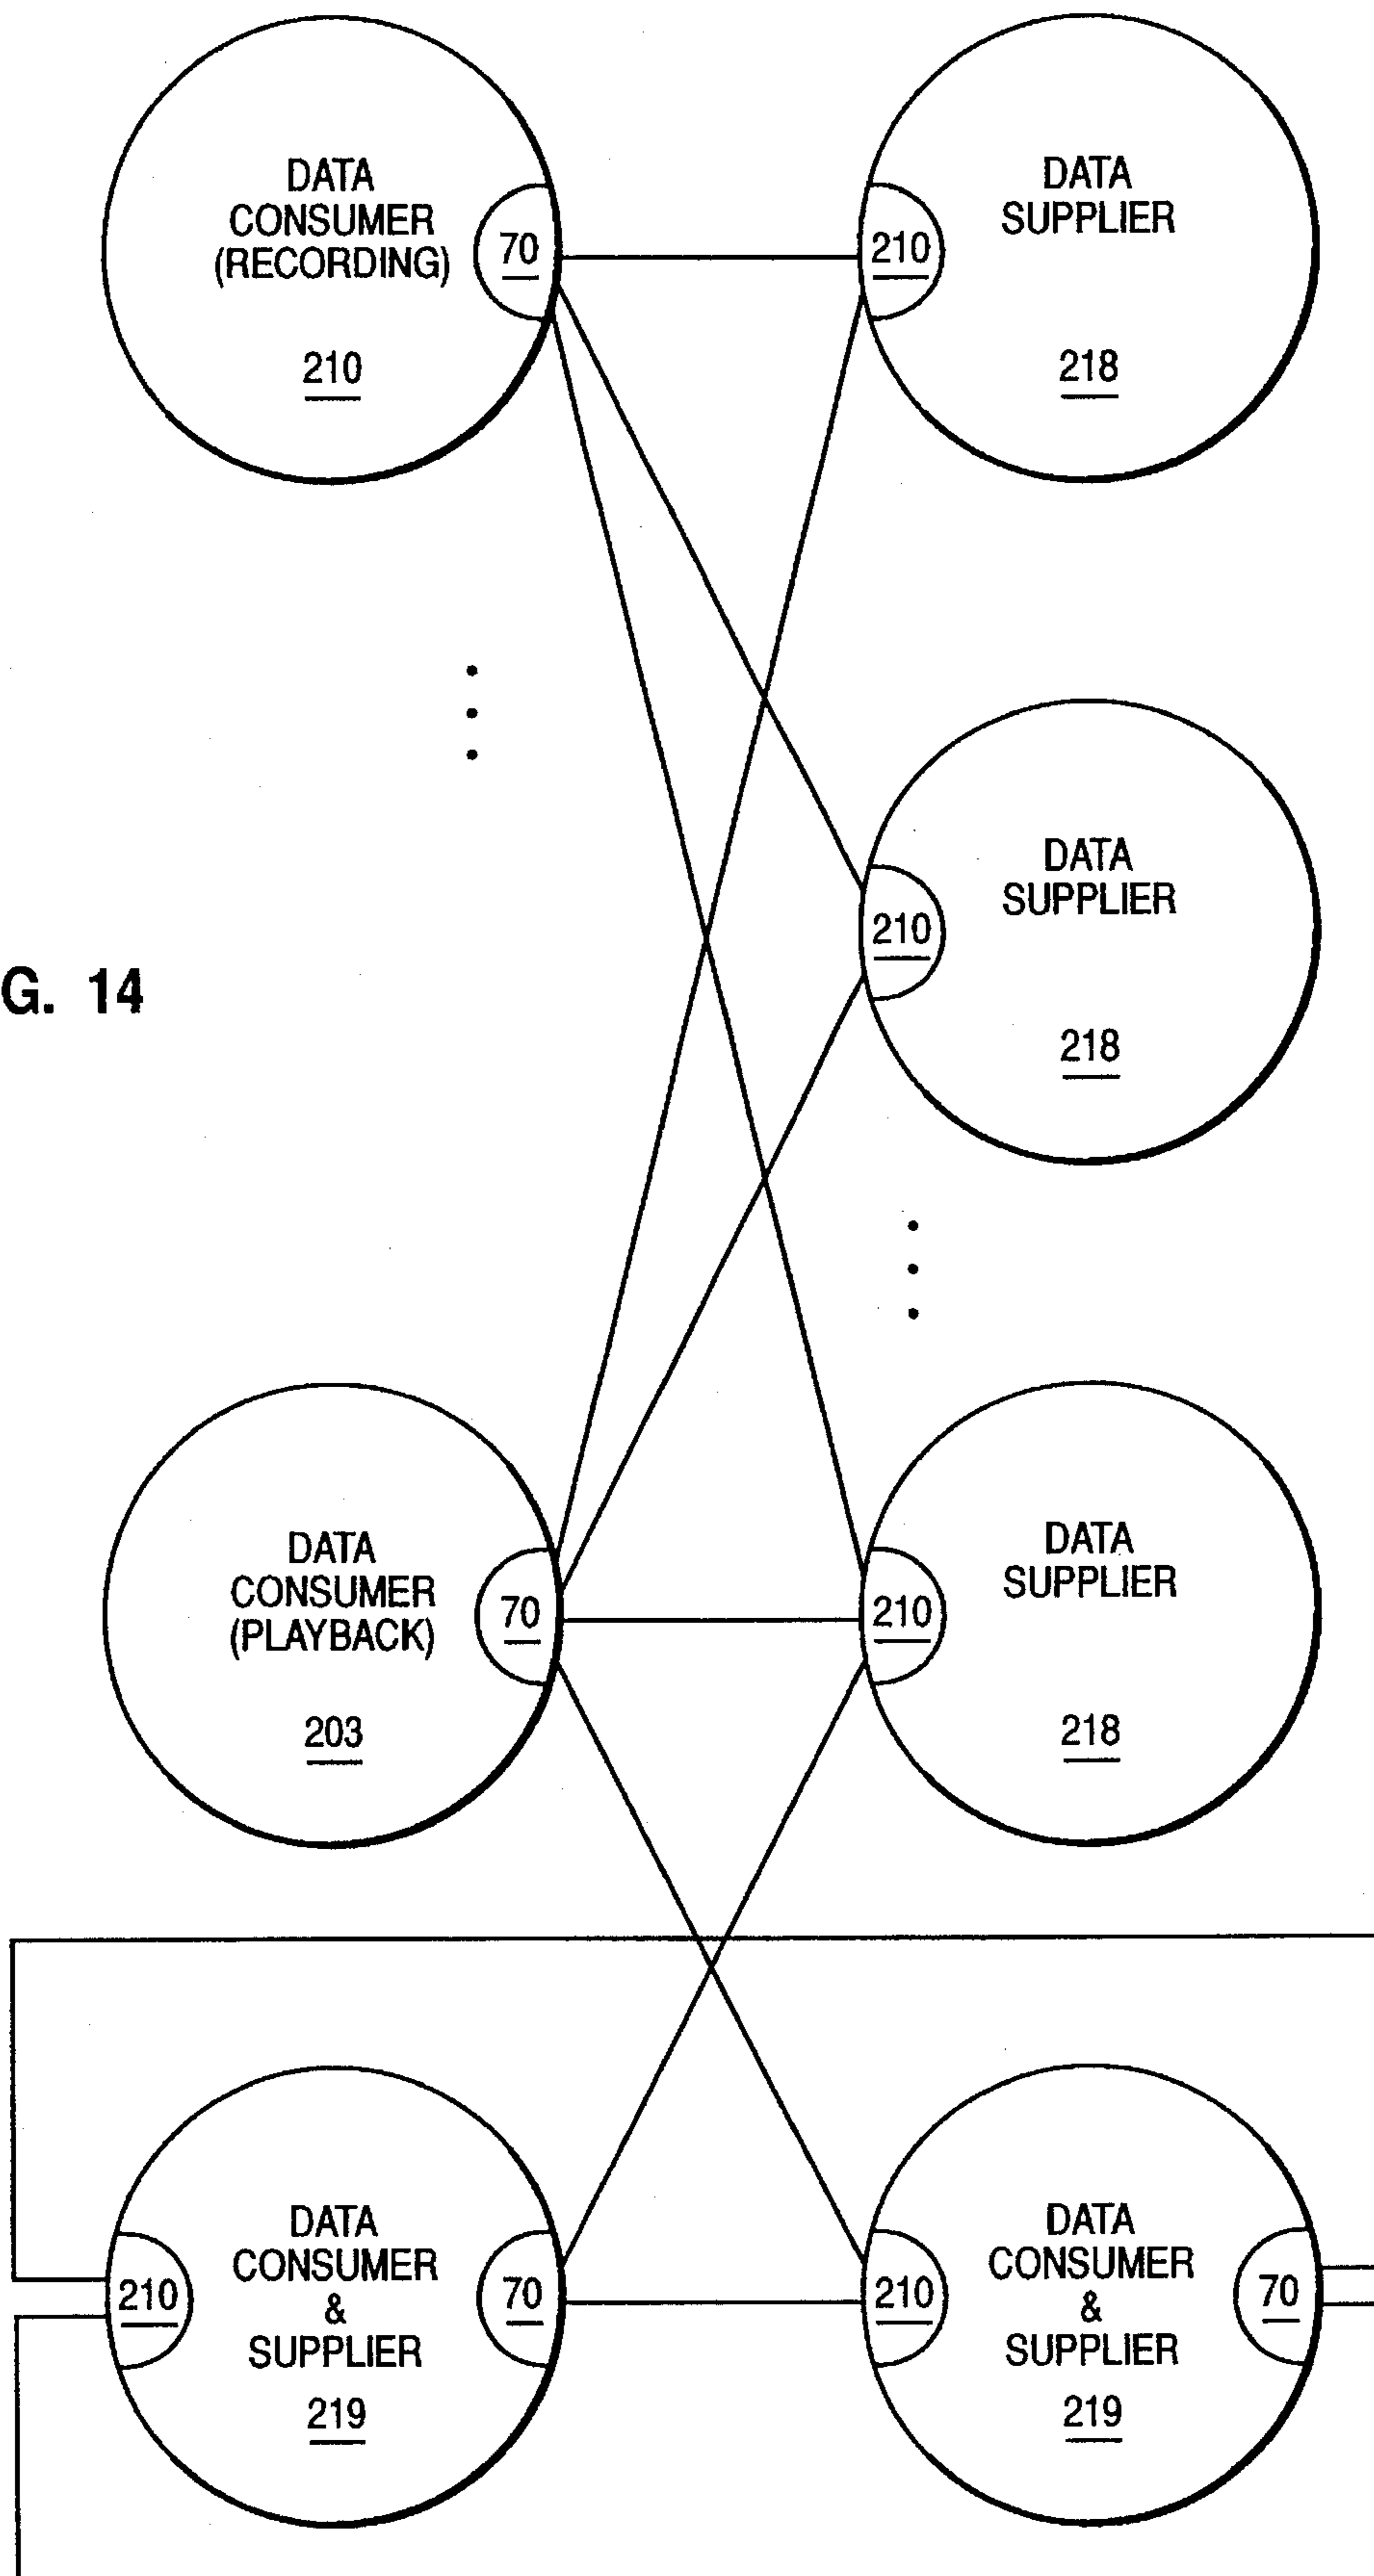 DATA
CONSUMER
(RECORDING)
70
210
DATA
SUPPLIER
210
218
DATA
SUPPLIER
210
218
G. 14
DATA
CONSUMER
(PLAYBACK)
70
203
DATA
SUPPLIER
210
218
DATA
CONSUMER
&
SUPPLIER
210
70
219
DATA
CONSUMER
&
SUPPLIER
210
70
219